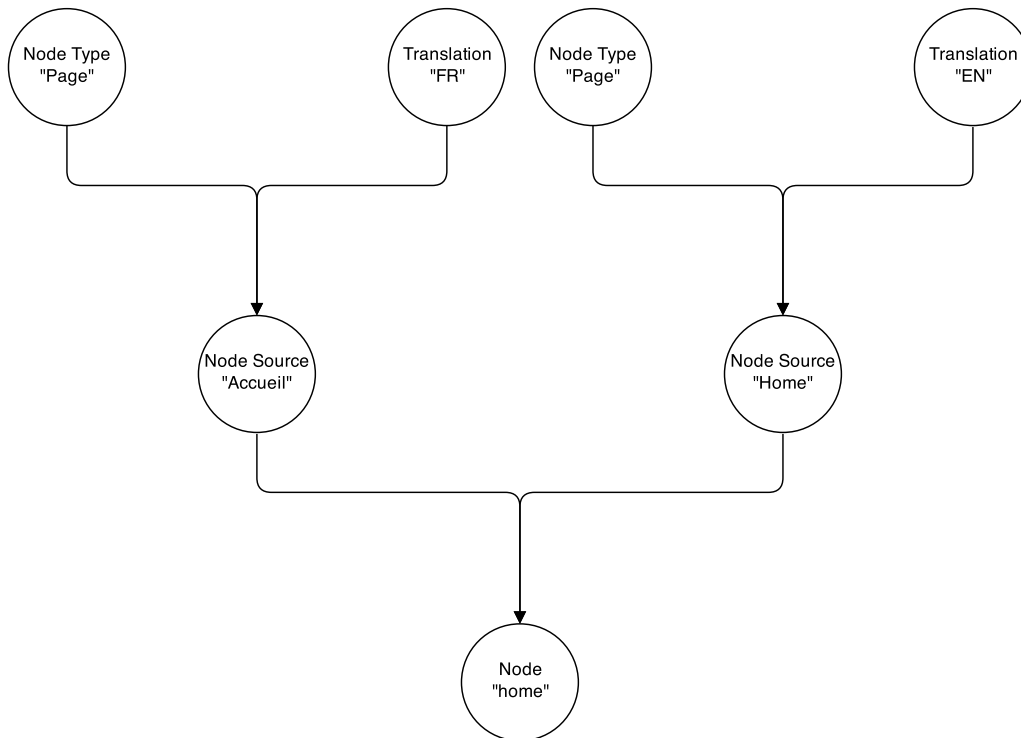 Node Type
"Page"
Translation
"FR"
Node Type
"Page"
Translation
"EN"
Node Source
"Accueil"
Node Source
"Home"
Node
"home"